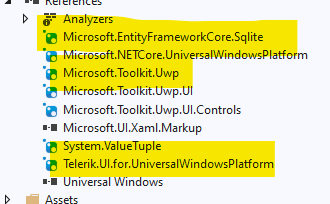 References
Analyzers
Microsoft.EntityFrameworkCore.Sqlite
Microsoft.NETCore.UniversalWindowsPlatform
Microsoft.Toolkit.Uwp
Microsoft.Toolkit.Uwp.UI
Microsoft.Toolkit.Uwp.UI.Controls
Microsoft.UI.Xaml.Markup
System.ValueTuple
Telerik.UI.for.UniversalWindowsPlatform
Universal Windows
Assets